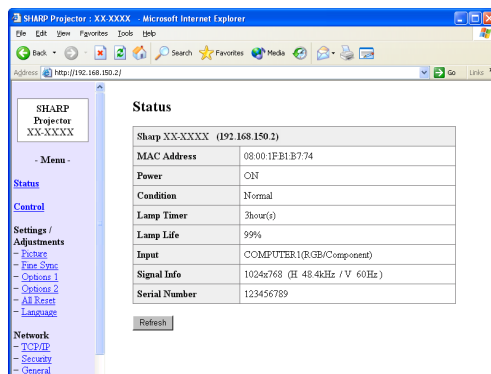 SHARP Projector : XX-XXXX - Microsoft Internet Explorer
File Edit View Favorites Tools Help
Back Search Favorites Media
Address http://192.168.150.2/ Go Links
SHARP
Projector
XX-XXXX
- Menu -
Status
Control
Settings /
Adjustments
– Picture
– Fine Sync
– Options 1
– Options 2
– All Reset
– Language
Network
– TCP/IP
– Security
– General
Status
Sharp XX-XXXX (192.168.150.2)
MAC Address 08:00:1F:B1:B7:74
Power ON
Condition Normal
Lamp Timer 3hour(s)
Lamp Life 99%
Input COMPUTER1(RGB/Component)
Signal Info 1024x768 (H 48.4kHz / V 60Hz )
Serial Number 123456789
Refresh